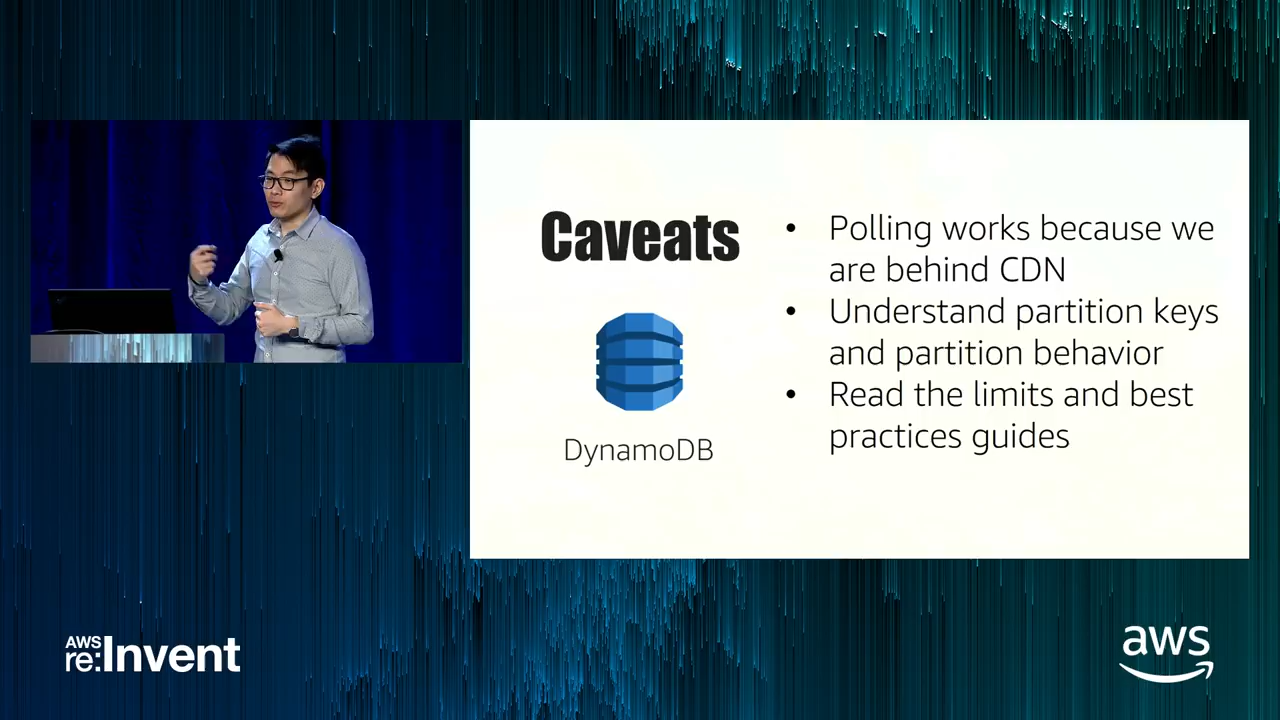 Caveats
DynamoDB
• Polling works because we
are behind CDN
• Understand partition keys
and partition behavior
• Read the limits and best
practices guides
AWS
re:Invent
aws